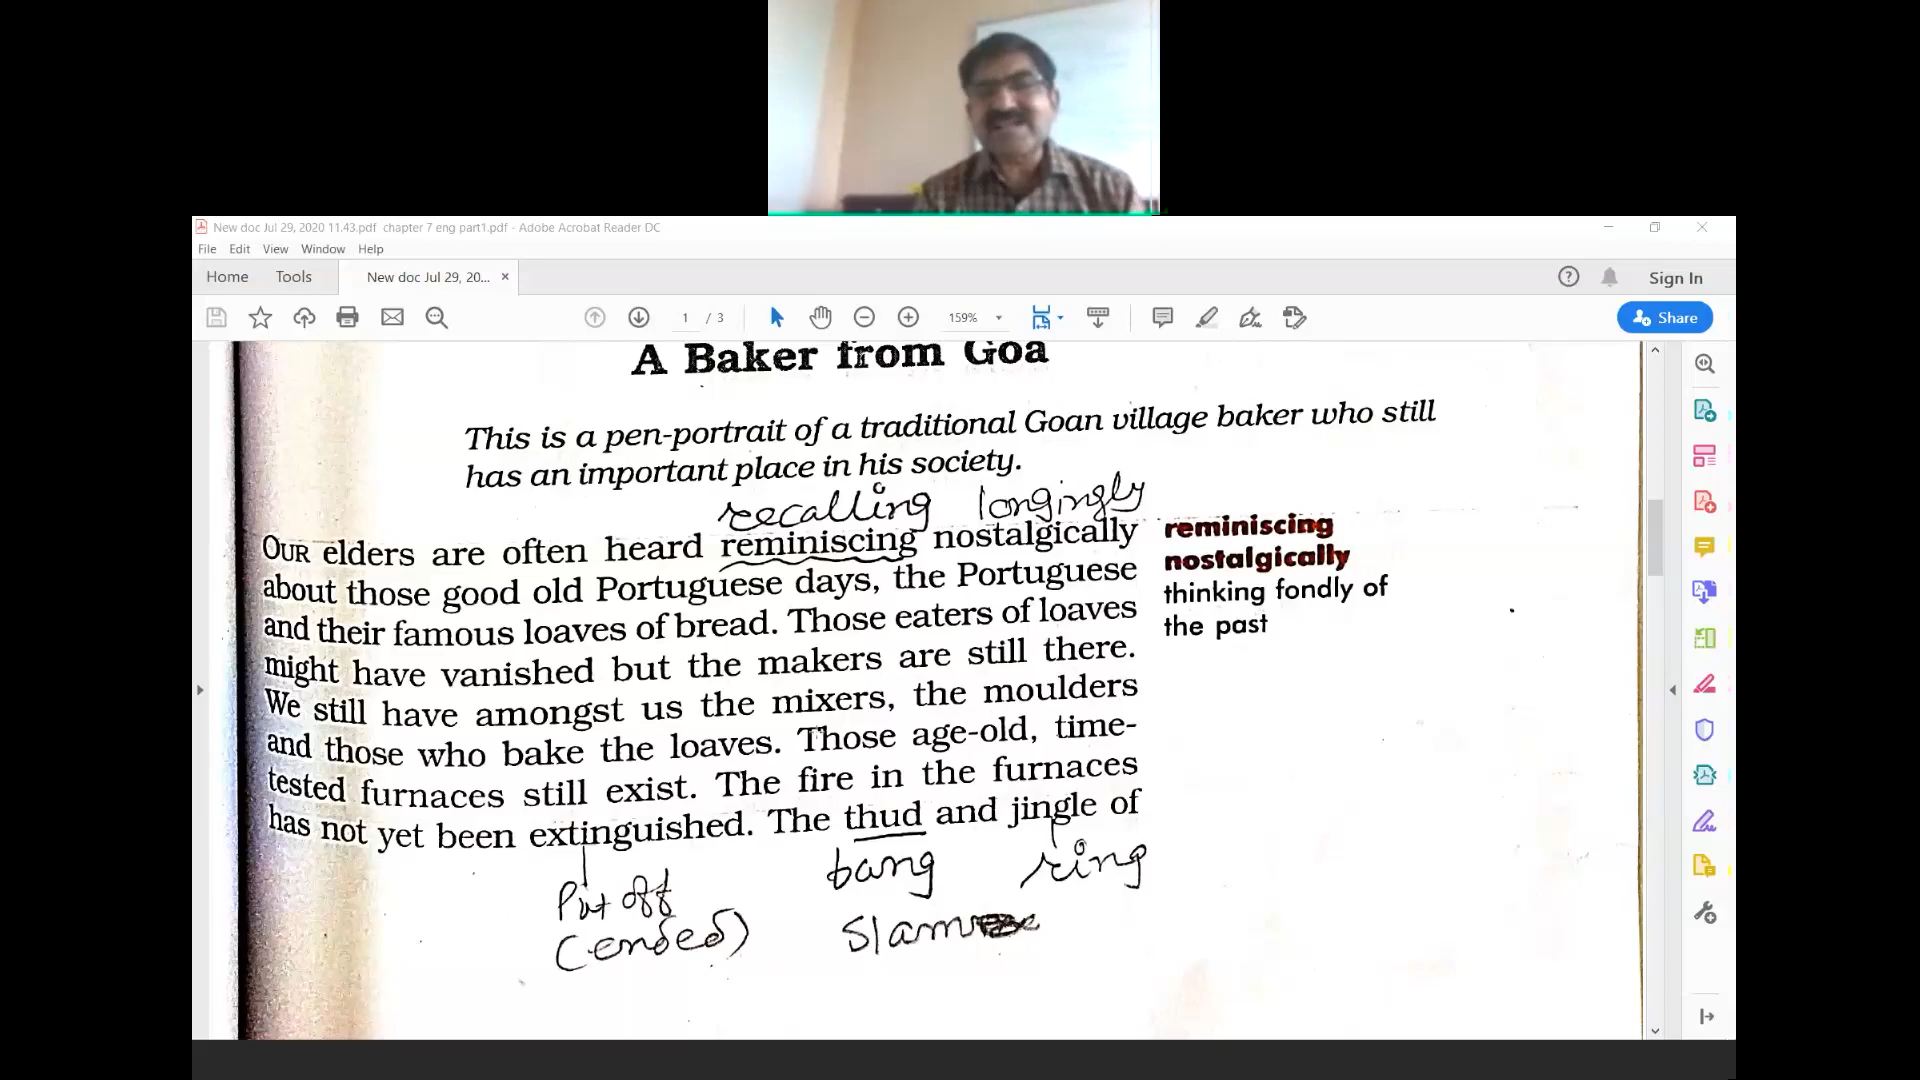 New doc Jul 29, 2020 11.43.pdf chapter 7 eng part1.pdf - Adobe Acrobat Reader DC
File Edit View Window Help
Home Tools New doc Jul 29, 20... × Sign In
1 / 3 159% Share
A Baker from Goa
This is a pen-portrait of a traditional Goan village baker who still
has an important place in his society.
recalling longingly
OUR elders are often heard reminiscing nostalgically
about those good old Portuguese days, the Portuguese
and their famous loaves of bread. Those eaters of loaves
might have vanished but the makers are still there.
We still have amongst us the mixers, the moulders
and those who bake the loaves. Those age-old, time-
tested furnaces still exist. The fire in the furnaces
has not yet been extinguished. The thud and jingle of
reminiscing
nostalgically
thinking fondly of
the past
Put off bang ring
(ended) slam